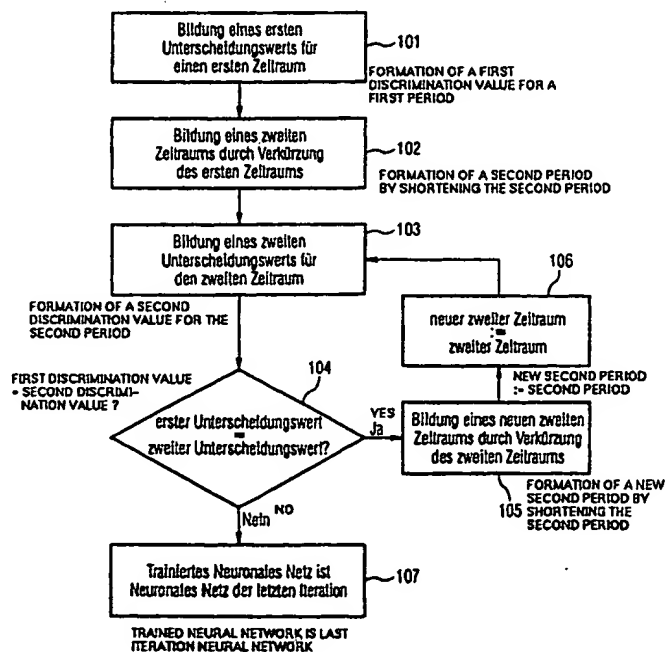 Bildung eines ersten
Unterscheidungswerts für
einen ersten Zeitraum
101
FORMATION OF A FIRST
DISCRIMINATION VALUE FOR A
FIRST PERIOD
Bildung eines zweiten
Zeitraums durch Verkürzung
des ersten Zeitraums
102
FORMATION OF A SECOND PERIOD
BY SHORTENING THE SECOND PERIOD
Bildung eines zweiten
Unterscheidungswerts für
den zweiten Zeitraum
103
FORMATION OF A SECOND
DISCRIMINATION VALUE FOR THE
SECOND PERIOD
106
neuer zweiter Zeitraum
:=
zweiter Zeitraum
NEW SECOND PERIOD
:= SECOND PERIOD
FIRST DISCRIMINATION VALUE
= SECOND DISCRIMI-
NATION VALUE ?
104
erster Unterscheidungswert
=
zweiter Unterscheidungswert?
YES
Ja
Bildung eines neuen zweiten
Zeitraums durch Verkürzung
des zweiten Zeitraums
105
FORMATION OF A NEW
SECOND PERIOD BY
SHORTENING THE
SECOND PERIOD
Nein NO
Trainiertes Neuronales Netz ist
Neuronales Netz der letzten Iteration
107
TRAINED NEURAL NETWORK IS LAST
ITERATION NEURAL NETWORK